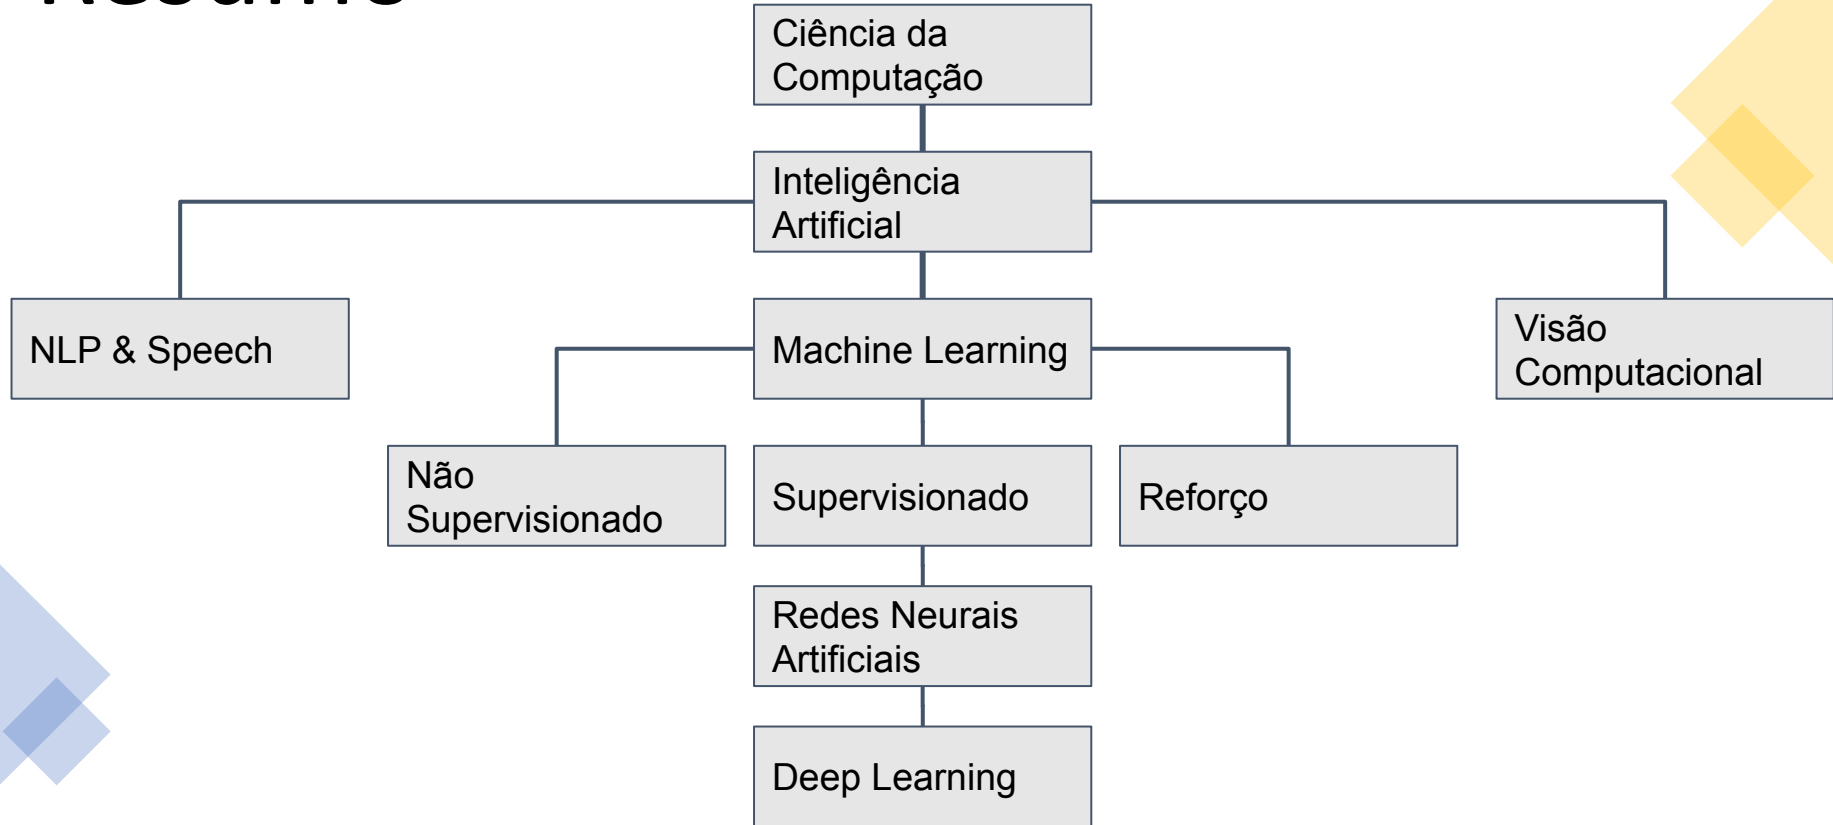 Resumo
Ciência da
Computação
Inteligência
Artificial
NLP & Speech
Machine Learning
Visão
Computacional
Não
Supervisionado
Supervisionado
Reforço
Redes Neurais
Artificiais
Deep Learning